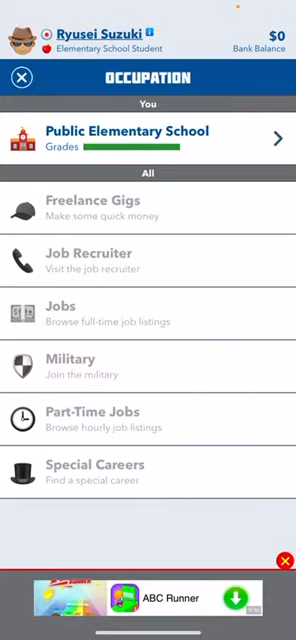 Ryusei Suzuki
$0
Elementary School Student
Bank Balance
OCCUPATION
You
Public Elementary School
Grades
All
Freelance Gigs
Make some quick money
Job Recruiter
Visit the job recruiter
Jobs
Browse full-time job listings
Military
Join the military
Part-Time Jobs
Browse hourly job listings
Special Careers
Find a special career
RUNNER
ABC Runner